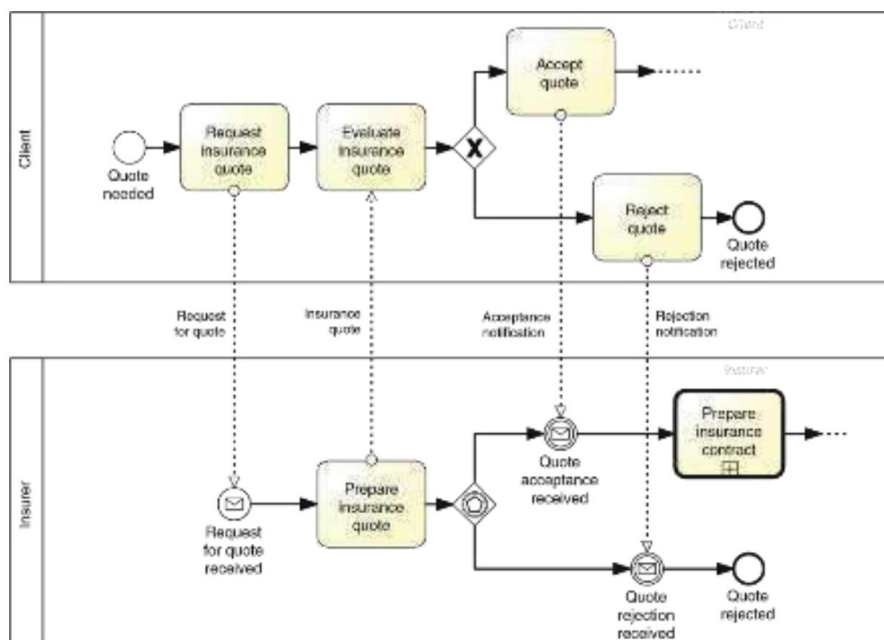 Client
Client
Accept
quote
Request
insurance
quote
Evaluate
insurance
quote
X
Quote
needed
Reject
quote
Quote
rejected
Request
for quote
Insurance
quote
Acceptance
notification
Rejection
notification
Insurer
Insurer
Prepare
insurance
contract
Quote
acceptance
received
Prepare
insurance
quote
Request
for quote
received
Quote
rejection
received
Quote
rejected